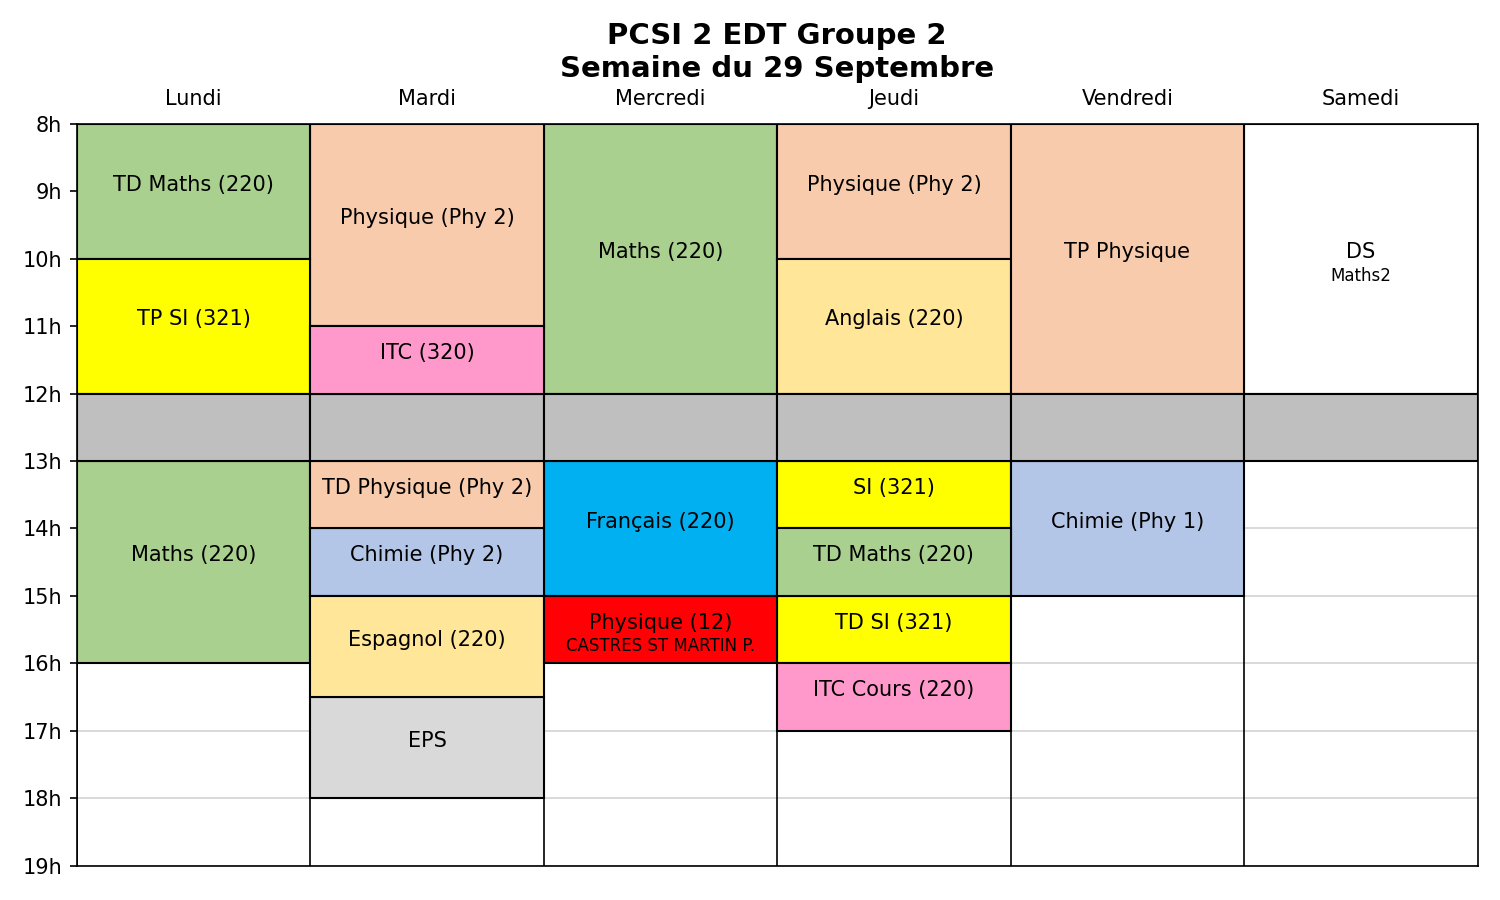 PCSI 2 EDT Groupe 2
Semaine du 29 Septembre
Lundi Mardi Mercredi Jeudi Vendredi Samedi
8h
TD Maths (220) Physique (Phy 2)
9h
Physique (Phy 2)
Maths (220) TP Physique DS
10h
Maths2
TP SI (321) Anglais (220)
11h
ITC (320)
12h
13h
TD Physique (Phy 2) SI (321)
Français (220) Chimie (Phy 1)
14h
Maths (220) Chimie (Phy 2) TD Maths (220)
15h
Physique (12) TD SI (321)
Espagnol (220)
CASTRES ST MARTIN P.
16h
ITC Cours (220)
17h
EPS
18h
19h